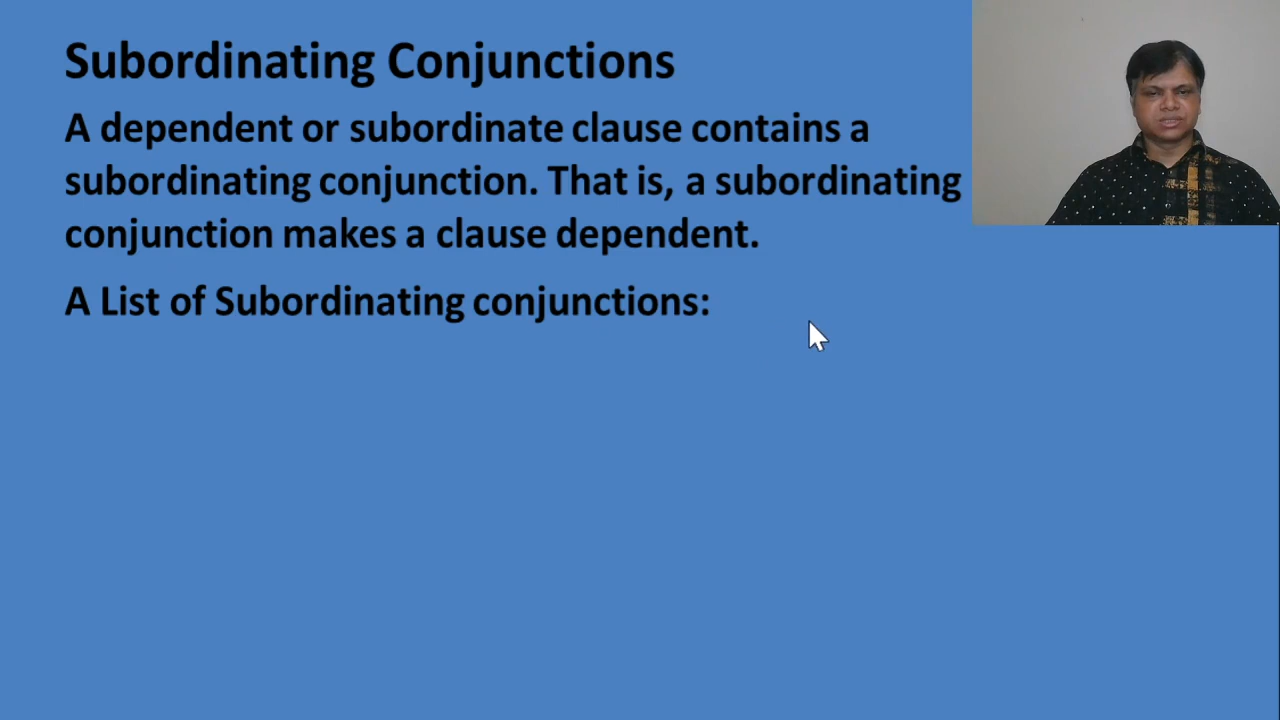 Subordinating Conjunctions
A dependent or subordinate clause contains a
subordinating conjunction. That is, a subordinating
conjunction makes a clause dependent.
A List of Subordinating conjunctions: